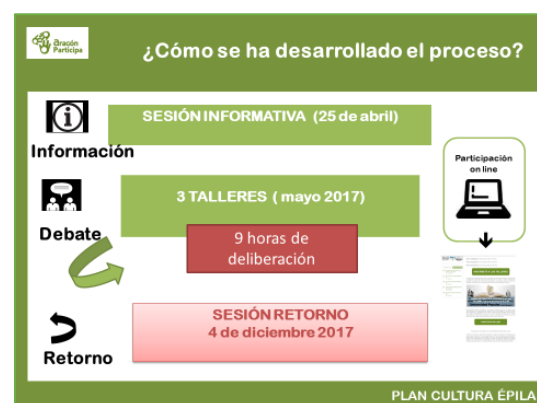 Aragón
Participa
¿Cómo se ha desarrollado el proceso?
SESIÓN INFORMATIVA (25 de abril)
Información
Participación
on line
3 TALLERES ( mayo 2017)
Debate
9 horas de
deliberación
SESIÓN RETORNO
4 de diciembre 2017
Retorno
PLAN CULTURA ÉPILA